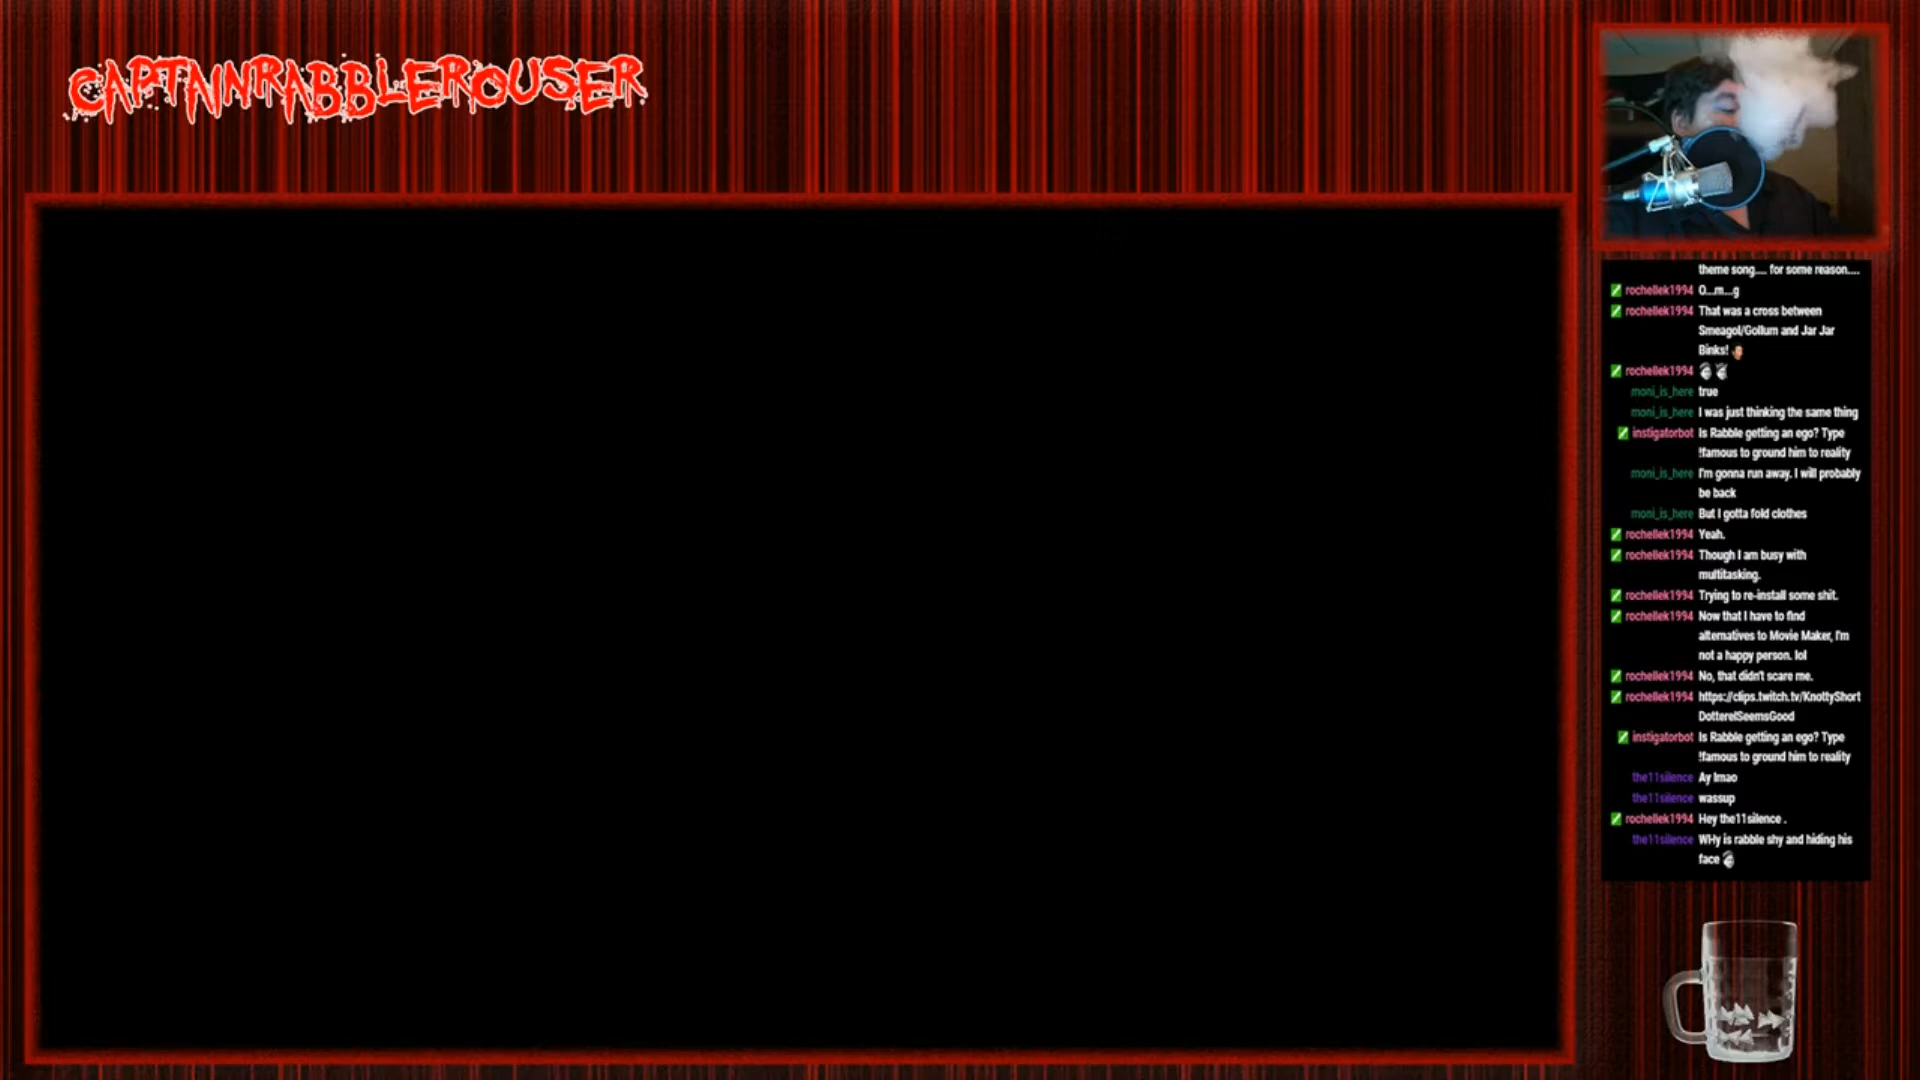 CAPTAINRABBLEROUSER
theme song.... for some reason....
rochellek1994 O...m...g
rochellek1994 That was a cross between
Smeagol/Gollum and Jar Jar
Binks!
rochellek1994
moni_is_here true
moni_is_here I was just thinking the same thing
instigatorbot Is Rabble getting an ego? Type
!famous to ground him to reality
moni_is_here I'm gonna run away. I will probably
be back
moni_is_here But I gotta fold clothes
rochellek1994 Yeah.
rochellek1994 Though I am busy with
multitasking.
rochellek1994 Trying to re-install some shit.
rochellek1994 Now that I have to find
alternatives to Movie Maker, I'm
not a happy person. lol
rochellek1994 No, that didn't scare me.
rochellek1994 https://clips.twitch.tv/KnottyShort
DotterelSeemsGood
instigatorbot Is Rabble getting an ego? Type
!famous to ground him to reality
the11silence Ay lmao
the11silence wassup
rochellek1994 Hey the11silence .
the11silence WHy is rabble shy and hiding his
face